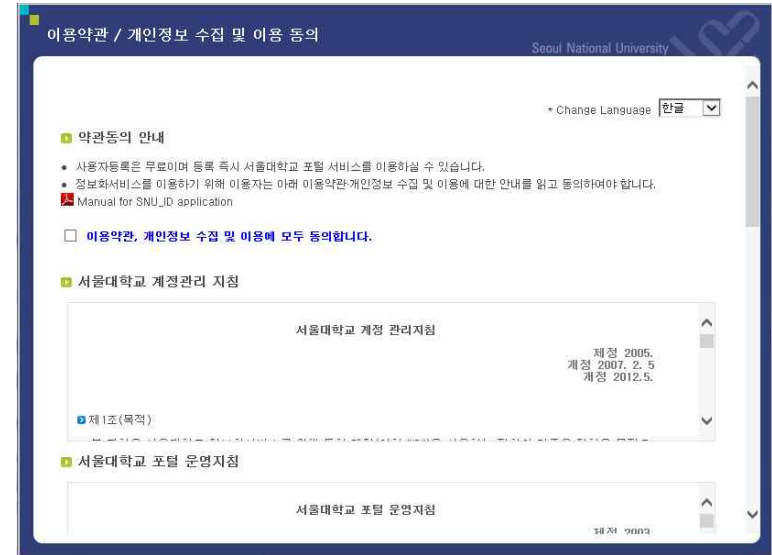 이용약관 / 개인정보 수집 및 이용 동의
Seoul National University
* Change Language 한글
약관동의 안내
• 사용자등록은 무료이며 등록 즉시 서울대학교 포털 서비스를 이용하실 수 있습니다.
• 정보화서비스를 이용하기 위해 이용자는 아래 이용약관·개인정보 수집 및 이용에 대한 안내를 읽고 동의하여야 합니다.
Manual for SNU_ID application
이용약관, 개인정보 수집 및 이용에 모두 동의합니다.
서울대학교 계정관리 지침
서울대학교 계정 관리지침
제정 2005.
개정 2007. 2. 5
개정 2012.5.
제1조(목적)
서울대학교 포털 운영지침
서울대학교 포털 운영지침
제정 2003